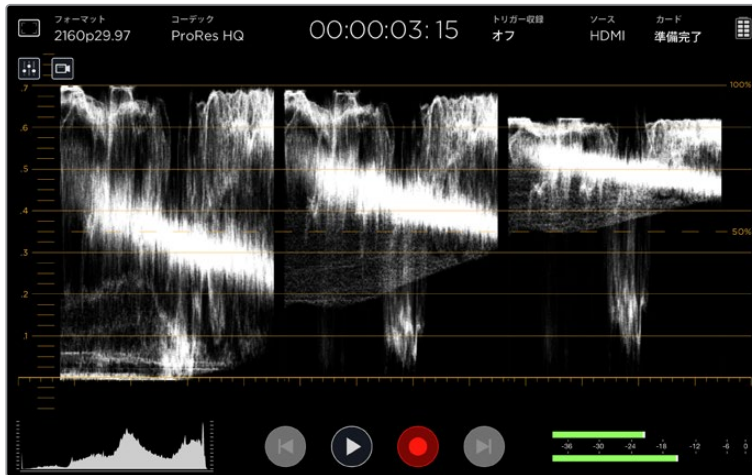 フォーマット
2160p29.97
コーデック
ProRes HQ
00:00:03:15
トリガー収録
オフ
ソース
HDMI
カード
準備完了
.7
100%
.6
.5
.4
50%
.3
.2
.1
-36 -30 -24 -18 -12 -6 0